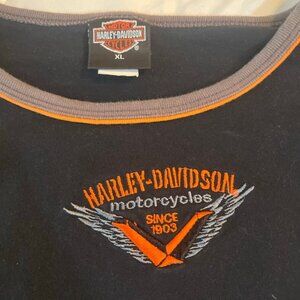 MOTOR
HARLEY-DAVIDSON
CYCLES
XL
HARLEY-DAVIDSON
motorcycles
SINCE
1903